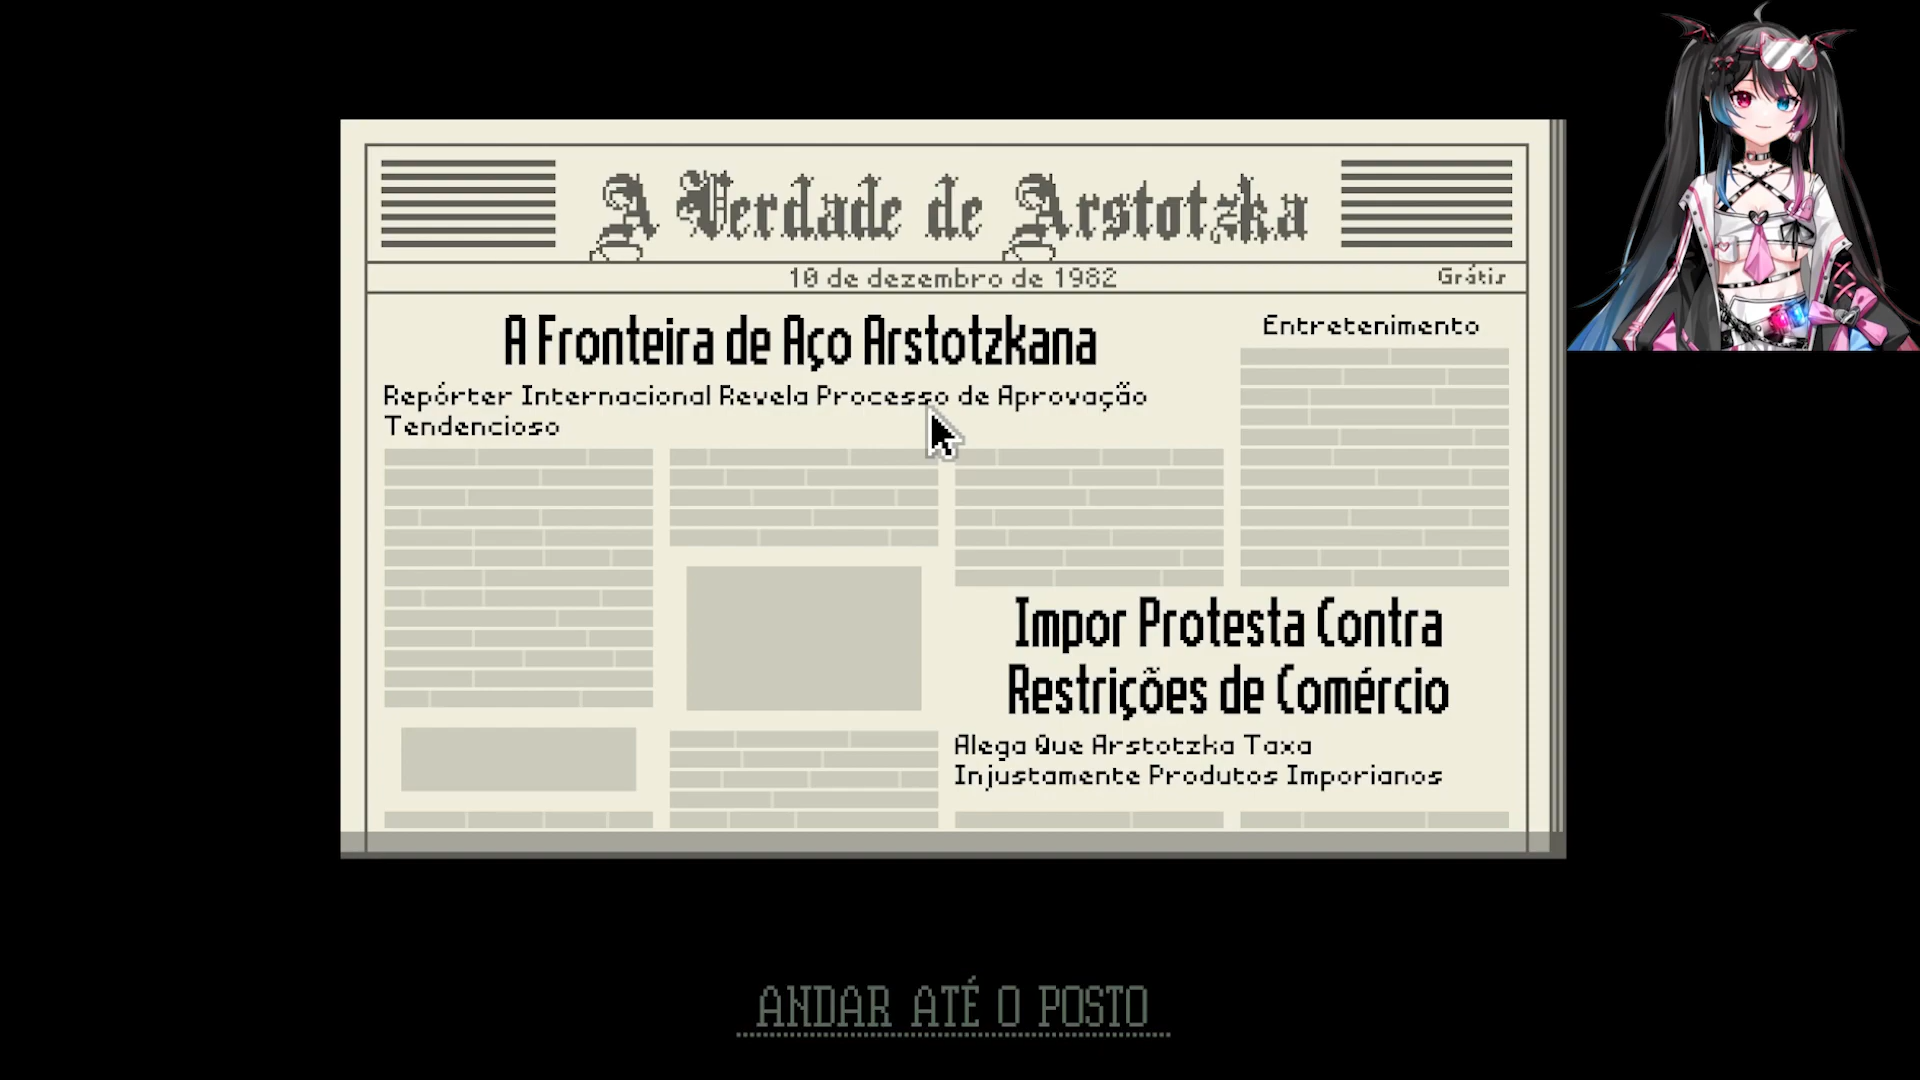 A Verdade de Arstotzka
10 de dezembro de 1982
Grátis
A Fronteira de Aço Arstotzkana
Repórter Internacional Revela Processo de Aprovação
Tendencioso
Entretenimento
Impor Protesta Contra
Restrições de Comércio
Alega Que Arstotzka Taxa
Injustamente Produtos Imporianos
ANDAR ATÉ O POSTO